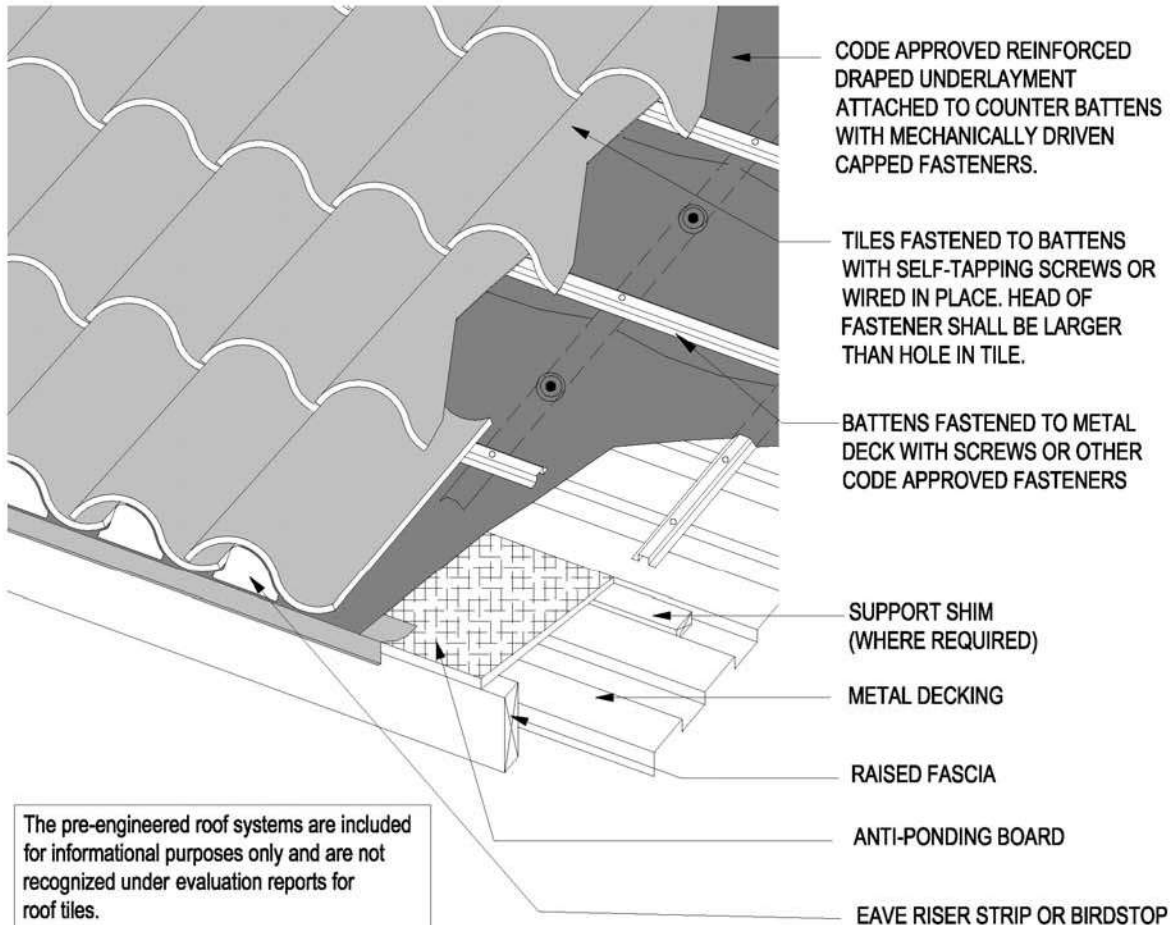 CODE APPROVED REINFORCED
DRAPED UNDERLAYMENT
ATTACHED TO COUNTER BATTENS
WITH MECHANICALLY DRIVEN
CAPPED FASTENERS.
TILES FASTENED TO BATTENS
WITH SELF-TAPPING SCREWS OR
WIRED IN PLACE. HEAD OF
FASTENER SHALL BE LARGER
THAN HOLE IN TILE.
BATTENS FASTENED TO METAL
DECK WITH SCREWS OR OTHER
CODE APPROVED FASTENERS
SUPPORT SHIM
(WHERE REQUIRED)
METAL DECKING
RAISED FASCIA
ANTI-PONDING BOARD
EAVE RISER STRIP OR BIRDSTOP
The pre-engineered roof systems are included
for informational purposes only and are not
recognized under evaluation reports for
roof tiles.